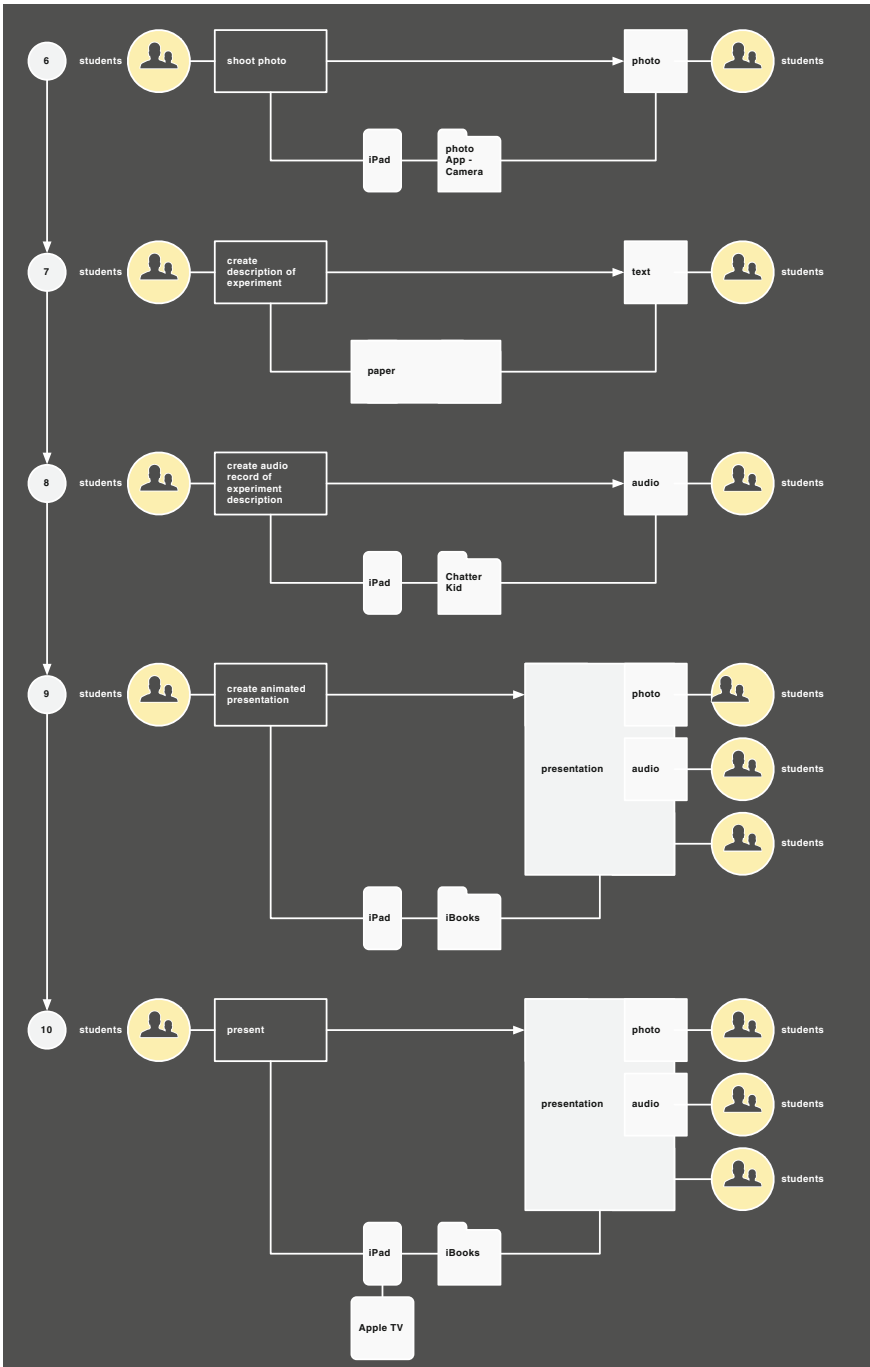 6
students
shoot photo
photo
students
iPad
photo
App -
Camera
7
students
create
description of
experiment
text
students
paper
8
students
create audio
record of
experiment
description
audio
students
iPad
Chatter
Kid
9
students
create animated
presentation
photo
students
presentation
audio
students
students
iPad
iBooks
10
students
present
photo
students
presentation
audio
students
students
iPad
iBooks
Apple TV